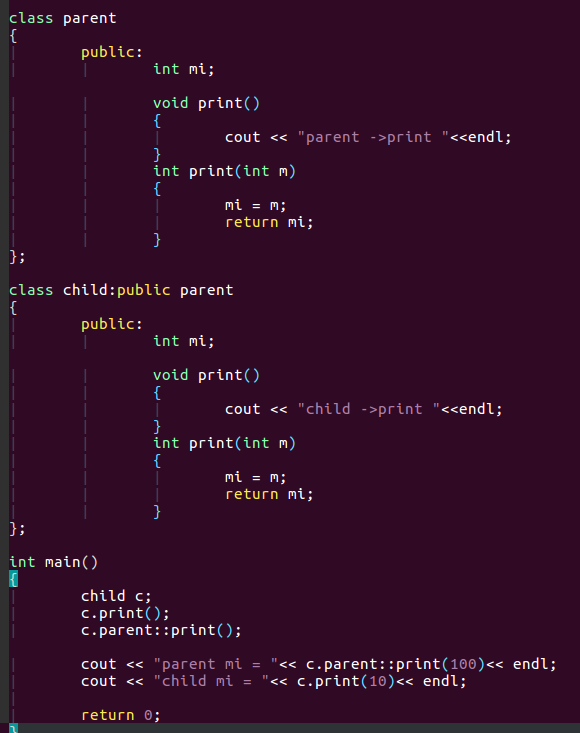 class parent
{
public:
int mi;
void print()
{
cout << "parent ->print "<<endl;
}
int print(int m)
{
mi = m;
return mi;
}
};
class child:public parent
{
public:
int mi;
void print()
{
cout << "child ->print "<<endl;
}
int print(int m)
{
mi = m;
return mi;
}
};
int main()
{
child c;
c.print();
c.parent::print();
cout << "parent mi = "<< c.parent::print(100)<< endl;
cout << "child mi = "<< c.print(10)<< endl;
return 0;
}